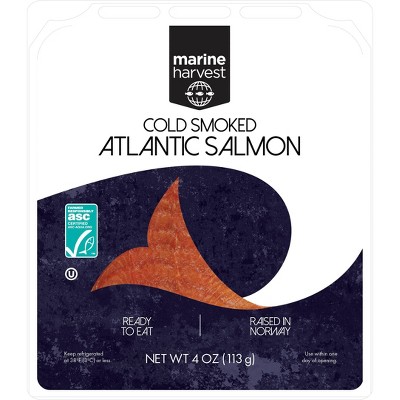 marine
harvest
COLD SMOKED
ATLANTIC SALMON
FARMED
RESPONSIBLY
asc
CERTIFIED
ASC-AQUA.ORG
U
READY
TO EAT
RAISED IN
NORWAY
Keep refrigerated
at 38°F(3°C) or less.
NET WT 4 OZ (113 g)
Use within one
day of opening.